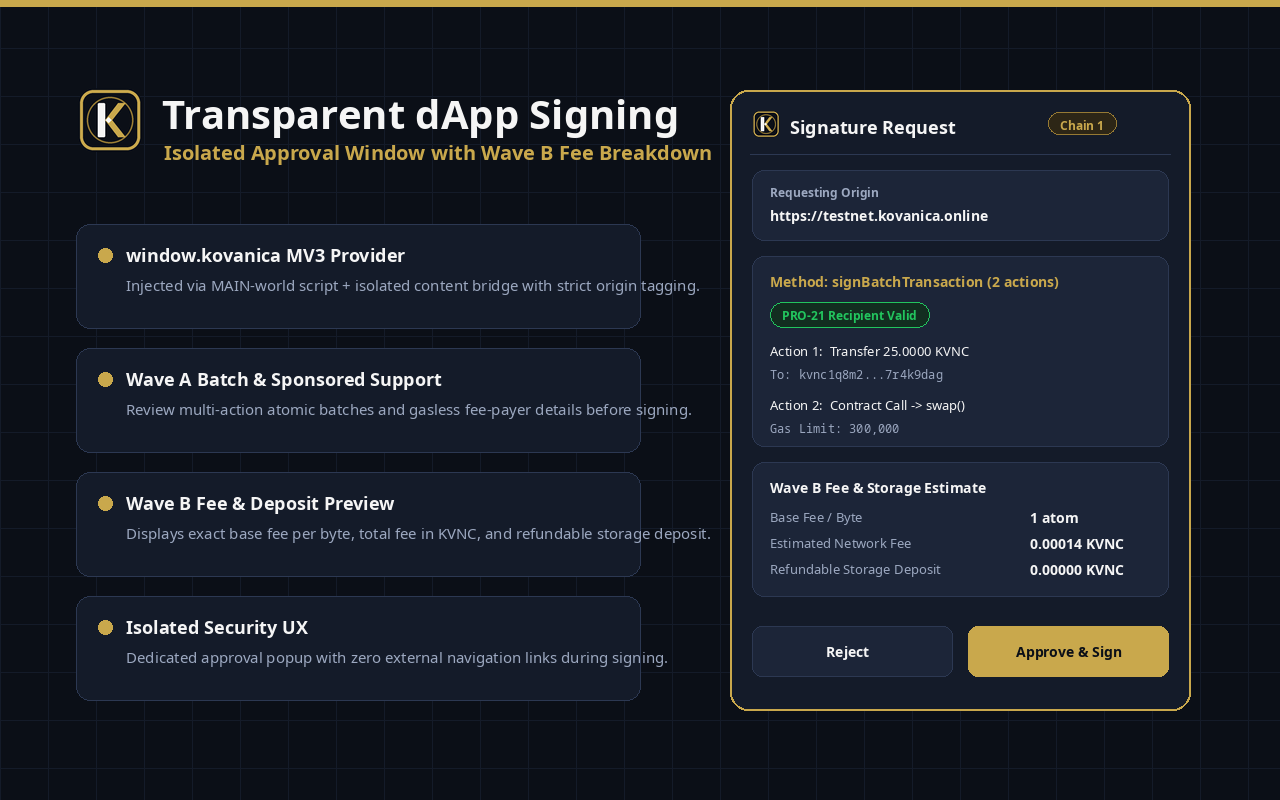 K
Transparent dApp Signing
Isolated Approval Window with Wave B Fee Breakdown
window.kovanica MV3 Provider
Injected via MAIN-world script + isolated content bridge with strict origin tagging.
Wave A Batch & Sponsored Support
Review multi-action atomic batches and gasless fee-payer details before signing.
Wave B Fee & Deposit Preview
Displays exact base fee per byte, total fee in KVNC, and refundable storage deposit.
Isolated Security UX
Dedicated approval popup with zero external navigation links during signing.
K
Signature Request
Chain 1
Requesting Origin
https://testnet.kovanica.online
Method: signBatchTransaction (2 actions)
PRO-21 Recipient Valid
Action 1:  Transfer 25.0000 KVNC
To: kvnc1q8m2...7r4k9dag
Action 2:  Contract Call -> swap()
Gas Limit: 300,000
Wave B Fee & Storage Estimate
Base Fee / Byte 1 atom
Estimated Network Fee 0.00014 KVNC
Refundable Storage Deposit 0.00000 KVNC
Reject Approve & Sign